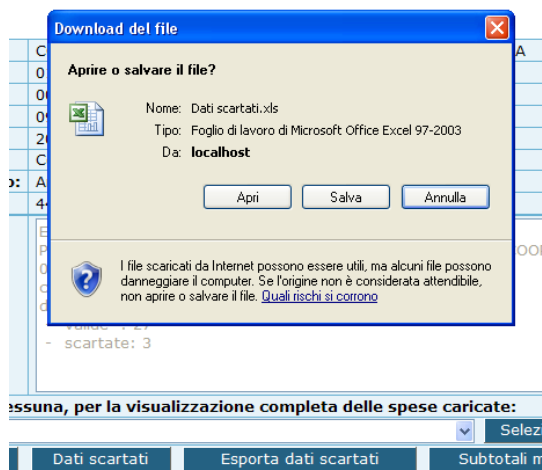 Download del file
Aprire o salvare il file?
Nome: Dati scartati.xls
Tipo: Foglio di lavoro di Microsoft Office Excel 97-2003
Da: localhost
Apri Salva Annulla
I file scaricati da Internet possono essere utili, ma alcuni file possono
danneggiare il computer. Se l'origine non è considerata attendibile,
non aprire o salvare il file. Quali rischi si corrono
- scartate: 3
per la visualizzazione completa delle spese caricate:
Dati scartati Esporta dati scartati Subtotali